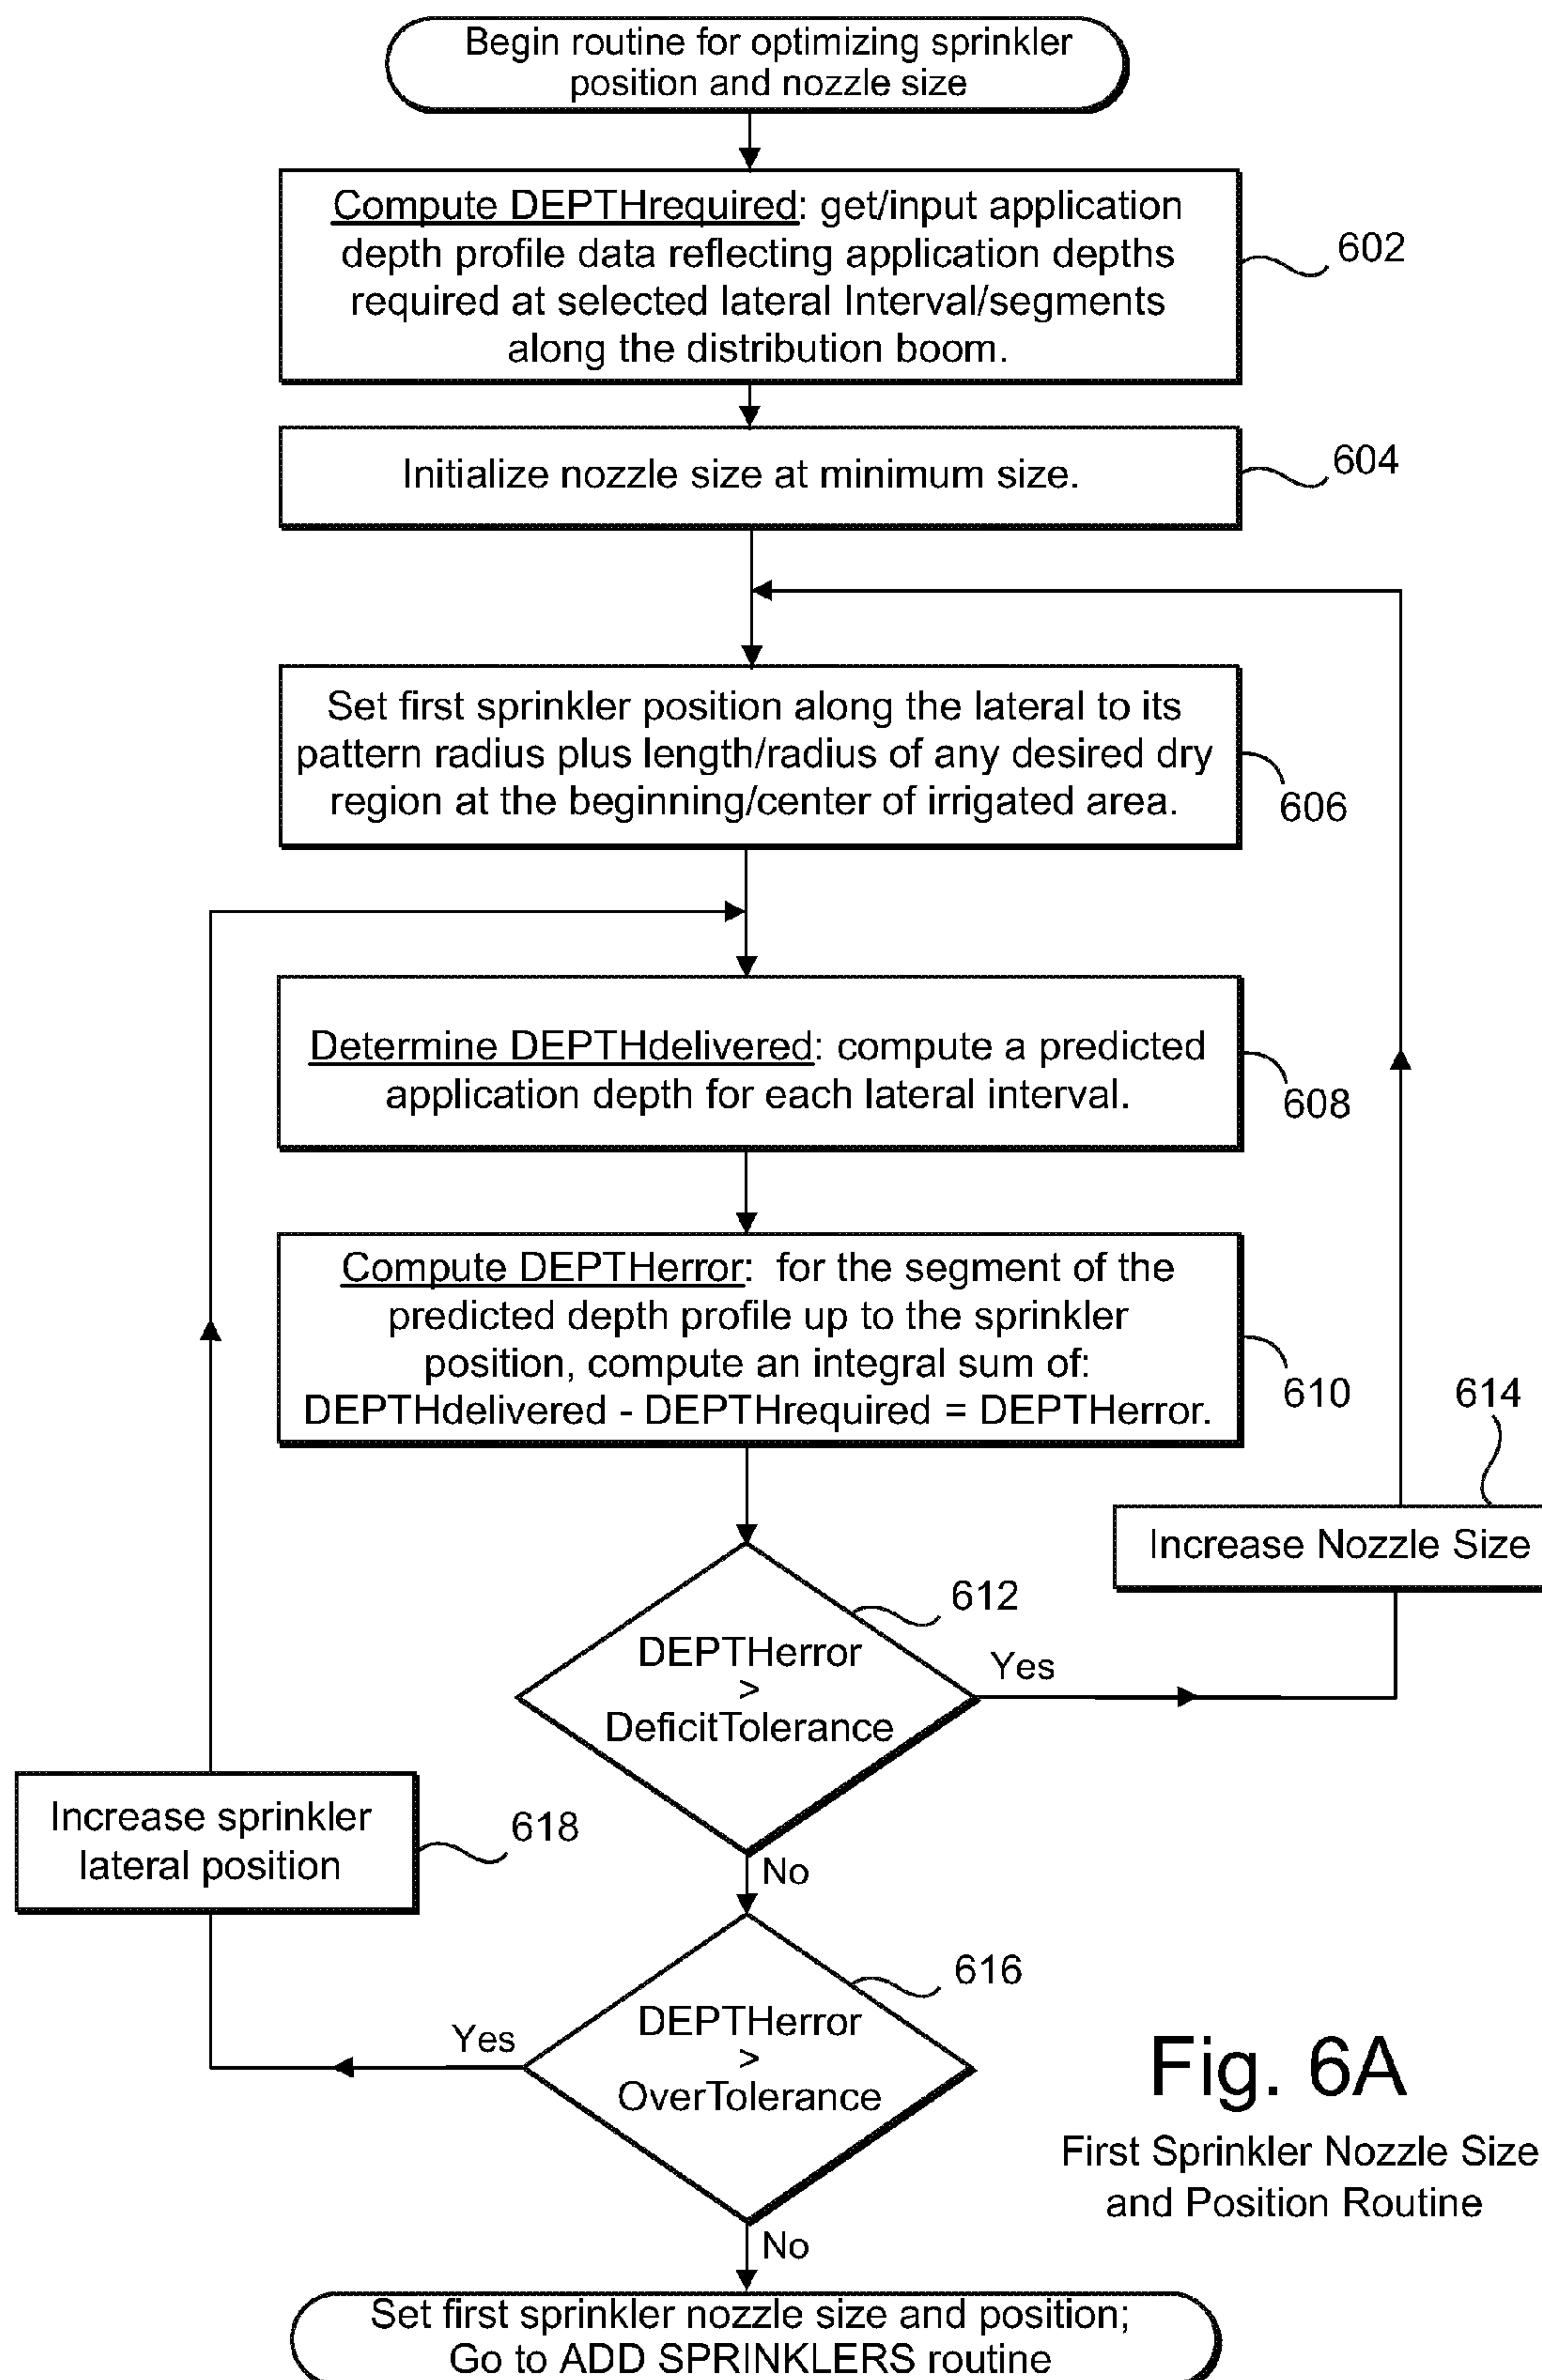 Begin routine for optimizing sprinkler
position and nozzle size
Compute DEPTHrequired: get/input application
depth profile data reflecting application depths
required at selected lateral Interval/segments
along the distribution boom.
602
Initialize nozzle size at minimum size.
604
Set first sprinkler position along the lateral to its
pattern radius plus length/radius of any desired dry
region at the beginning/center of irrigated area.
606
Determine DEPTHdelivered: compute a predicted
application depth for each lateral interval.
608
Compute DEPTHerror: for the segment of the
predicted depth profile up to the sprinkler
position, compute an integral sum of:
DEPTHdelivered - DEPTHrequired = DEPTHerror.
610
614
Increase Nozzle Size
612
DEPTHerror
>
DeficitTolerance
Yes
Increase sprinkler
lateral position
618
No
616
DEPTHerror
>
OverTolerance
Yes
No
Fig. 6A
First Sprinkler Nozzle Size
and Position Routine
Set first sprinkler nozzle size and position;
Go to ADD SPRINKLERS routine